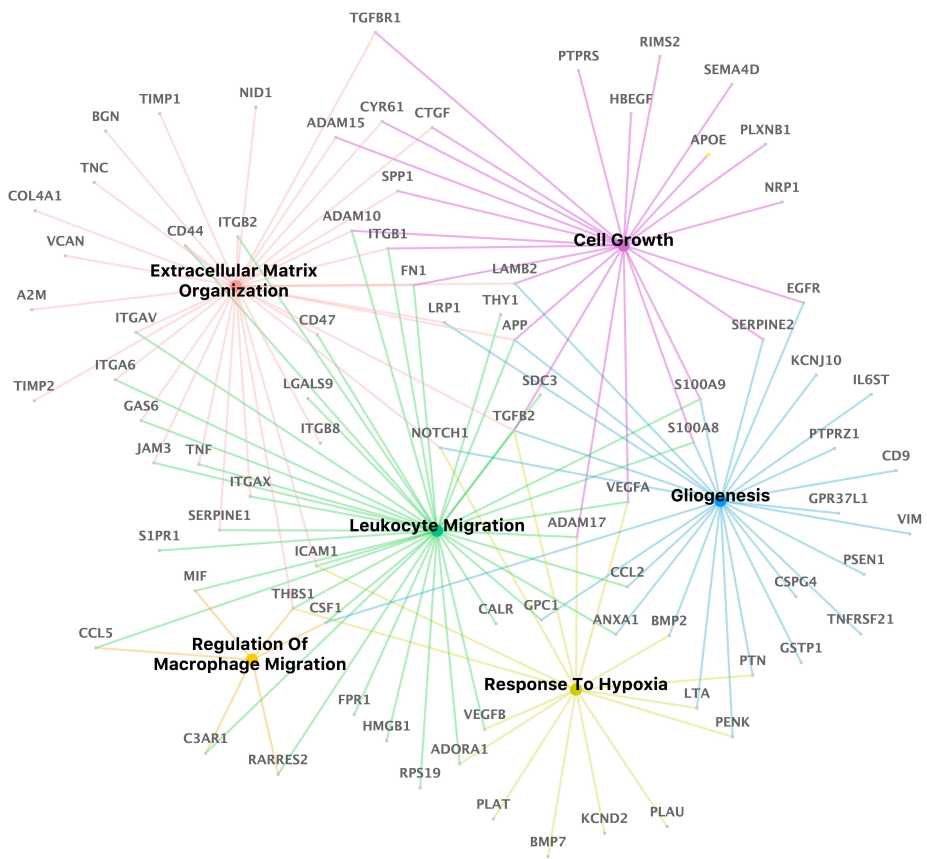 TGFBR1
RIMS2
PTPRS
SEMA4D
NID1
TIMP1
HBEGF
CYR61
CTGF
BGN
ADAM15
PLXNB1
APOE
TNC
SPP1
NRP1
COL4A1
ITGB2
ADAM10
CD44
ITGB1
VCAN
Cell Growth
Extracellular Matrix
Organization
FN1
LAMB2
EGFR
A2M
THY1
LRP1
ITGAV
CD47
APP
SERPINE2
KCNJ10
ITGA6
IL6ST
TIMP2
LGALS9
SDC3
S100A9
GAS6
TGFB2
ITGB8
NOTCH1
S100A8
PTPRZ1
JAM3
TNF
CD9
ITGAX
VEGFA
Gliogenesis
GPR37L1
SERPINE1
Leukocyte Migration
ADAM17
VIM
S1PR1
ICAM1
PSEN1
MIF
CCL2
CSPG4
THBS1
CSF1
CALR
GPC1
ANXA1
BMP2
TNFRSF21
CCL5
Regulation Of
Macrophage Migration
GSTP1
PTN
Response To Hypoxia
LTA
FPR1
HMGB1
VEGFB
PENK
C3AR1
ADORA1
RARRES2
RPS19
PLAT
KCND2
PLAU
BMP7